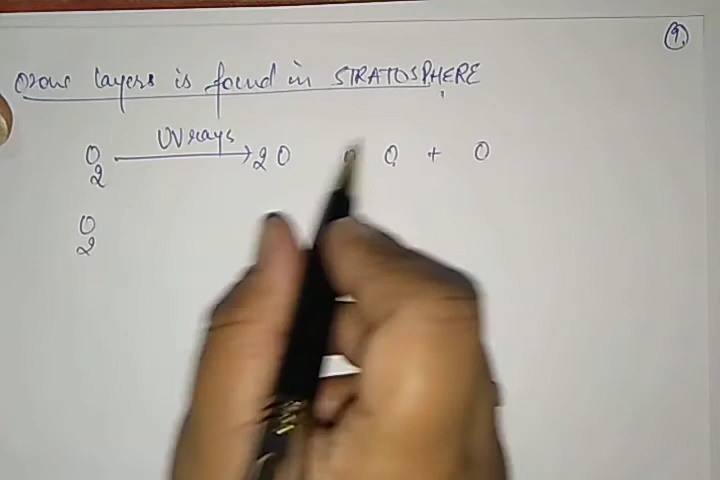 9.
Ozone layers is found in STRATOSPHERE
UV rays
O2 → 2O O + O
O2